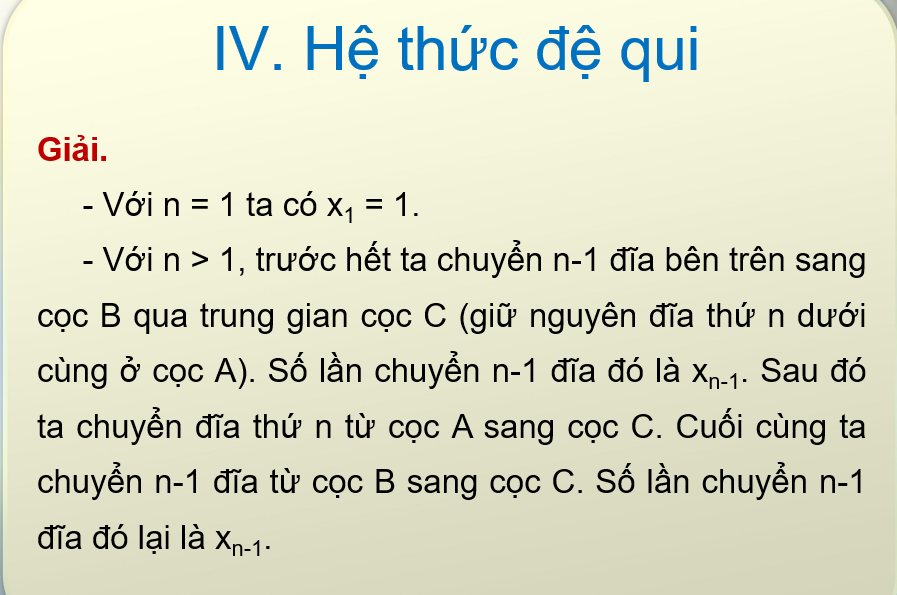 IV. Hệ thức đệ qui
Giải.
- Với n = 1 ta có x₁ = 1.
- Với n > 1, trước hết ta chuyển n-1 đĩa bên trên sang
cọc B qua trung gian cọc C (giữ nguyên đĩa thứ n dưới
cùng ở cọc A). Số lần chuyển n-1 đĩa đó là xₙ₋₁. Sau đó
ta chuyển đĩa thứ n từ cọc A sang cọc C. Cuối cùng ta
chuyển n-1 đĩa từ cọc B sang cọc C. Số lần chuyển n-1
đĩa đó lại là xₙ₋₁.